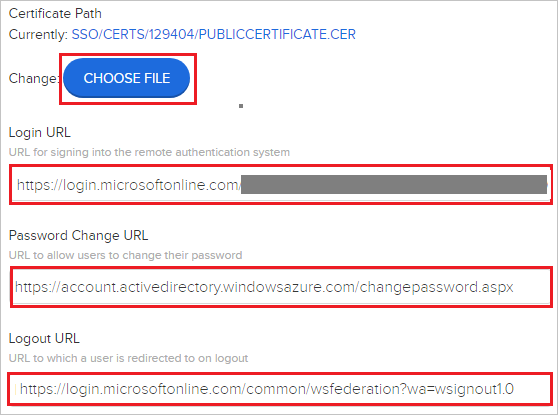 Certificate Path
Currently: SSO/CERTS/129404/PUBLICCERTIFICATE.CER
Change: CHOOSE FILE
Login URL
URL for signing into the remote authentication system
https://login.microsoftonline.com/
Password Change URL
URL to allow users to change their password
https://account.activedirectory.windowsazure.com/changepassword.aspx
Logout URL
URL to which a user is redirected to on logout
https://login.microsoftonline.com/common/wsfederation?wa=wsignout1.0